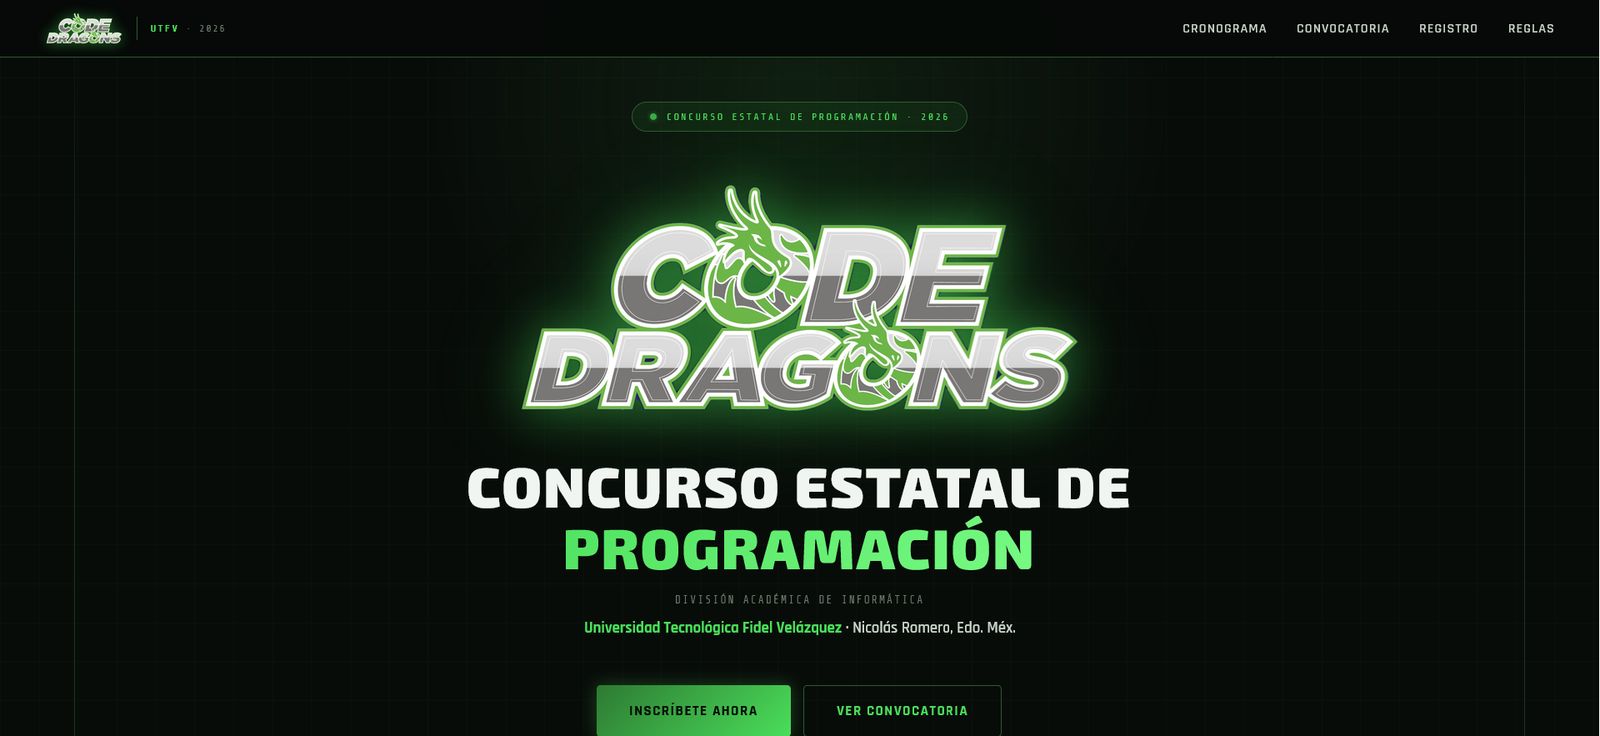 CODE
DRAGONS
UTFV · 2026
CRONOGRAMA
CONVOCATORIA
REGISTRO
REGLAS
CONCURSO ESTATAL DE PROGRAMACIÓN · 2026
CODE
DRAGONS
CONCURSO ESTATAL DE
PROGRAMACIÓN
DIVISIÓN ACADÉMICA DE INFORMÁTICA
Universidad Tecnológica Fidel Velázquez · Nicolás Romero, Edo. Méx.
INSCRÍBETE AHORA
VER CONVOCATORIA